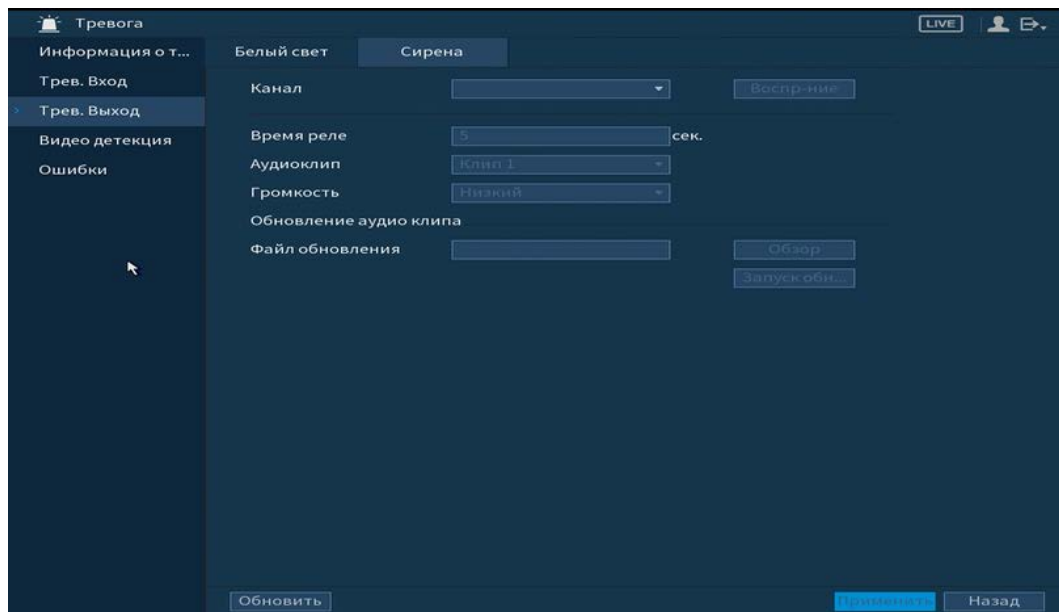 Тревога LIVE
Информация о т... Белый свет Сирена
Трев. Вход
Канал Воспр-ние
Трев. Выход
Время реле 5 сек.
Видео детекция
Аудиоклип Клип 1
Ошибки
Громкость Низкий
Обновление аудио клипа
Файл обновления Обзор
Запуск обн...
Обновить Применить Назад